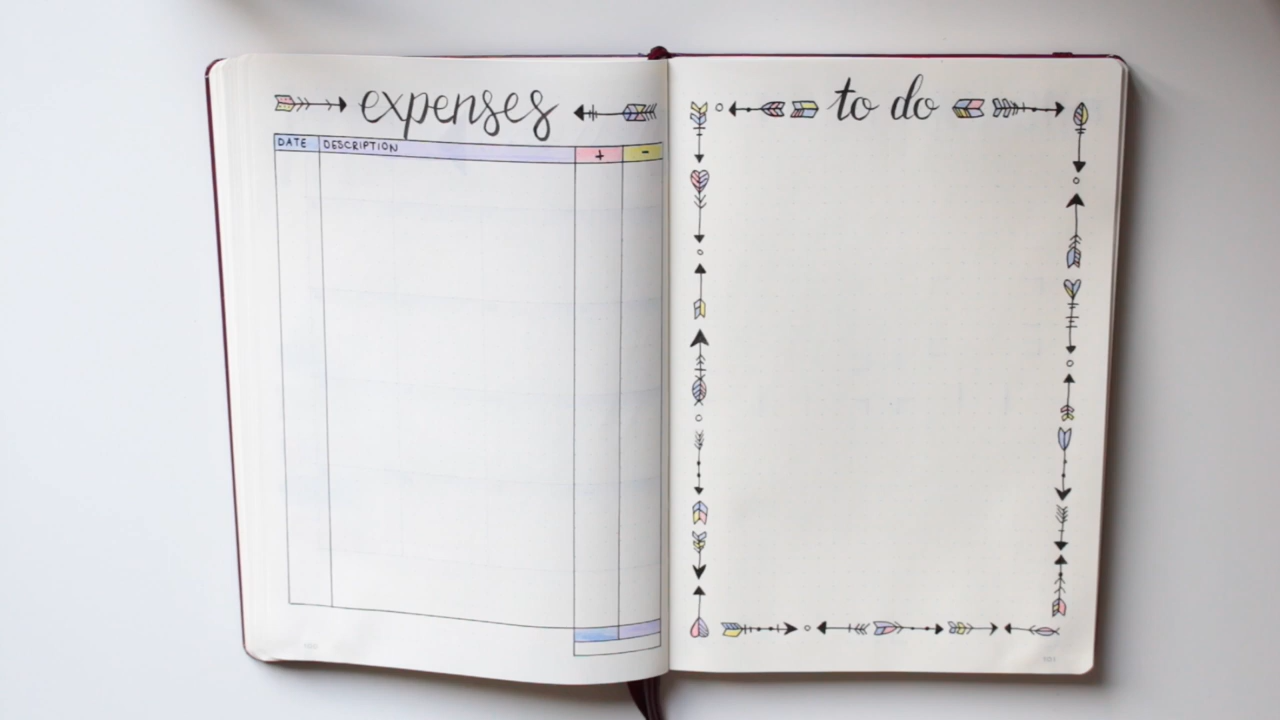 expenses
DATE DESCRIPTION + -
to do